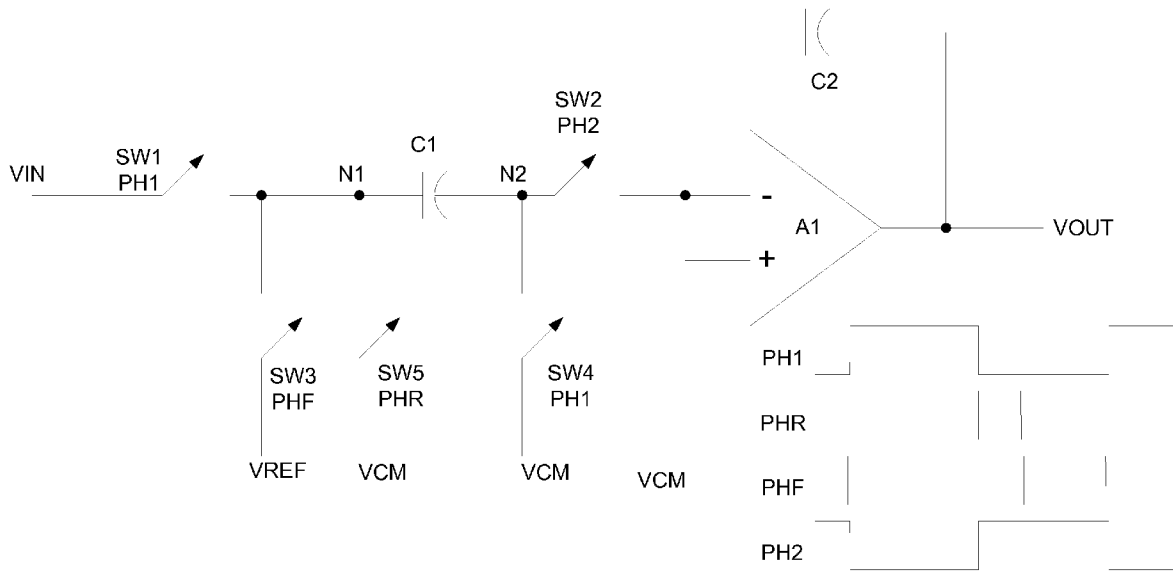 C2
SW2
PH2
C1
SW1
PH1
VIN
N1
N2
-
A1
VOUT
+
SW3
PHF
SW5
PHR
SW4
PH1
VREF
VCM
VCM
VCM
PH1
PHR
PHF
PH2